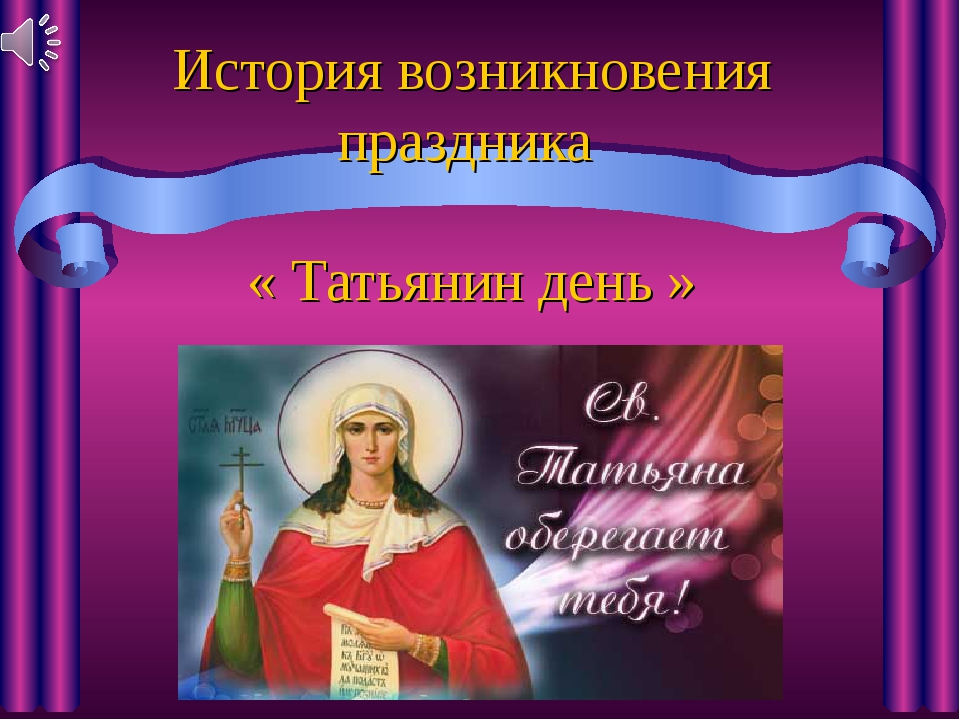 История возникновения
праздника
« Татьянин день »
Св.
Татьяна
оберегает
тебя!